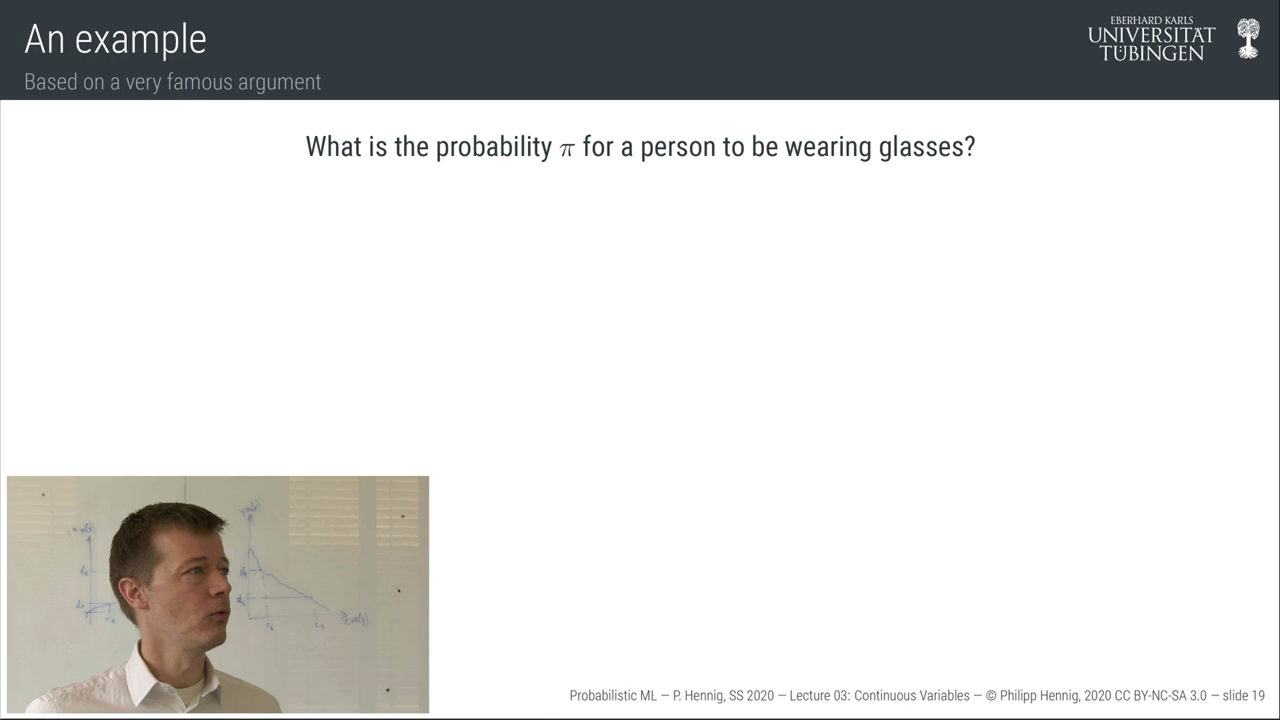 An example
Based on a very famous argument
EBERHARD KARLS
UNIVERSITÄT
TÜBINGEN
What is the probability π for a person to be wearing glasses?
Probabilistic ML — P. Hennig, SS 2020 — Lecture 03: Continuous Variables — © Philipp Hennig, 2020 CC BY-NC-SA 3.0 — slide 19